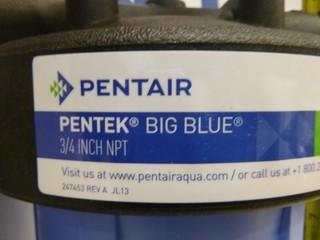 PENTAIR
PENTEK® BIG BLUE®
3/4 INCH NPT
Visit us at www.pentairaqua.com / or call us at +1 800.2
247453 REV A JL13